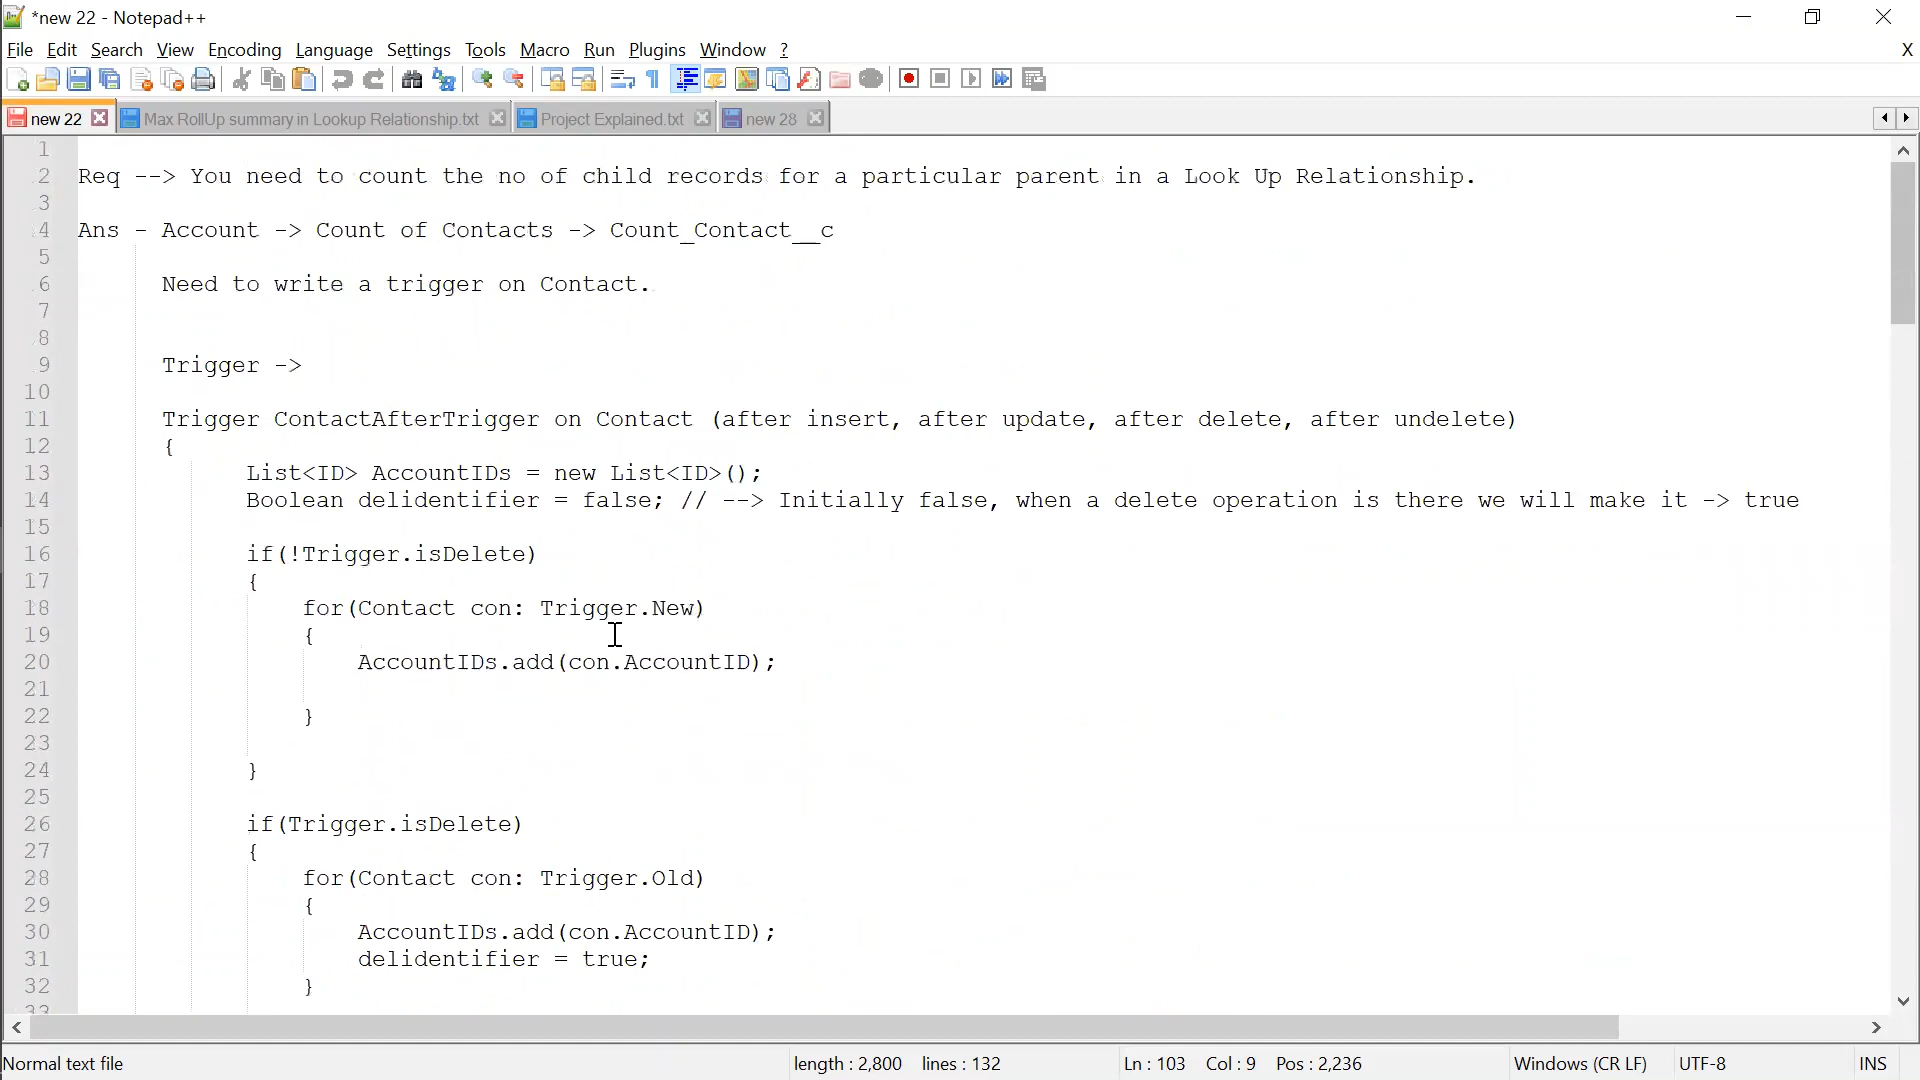 *new 22 - Notepad++
File Edit Search View Encoding Language Settings Tools Macro Run Plugins Window ? X
new 22 Max RollUp summary in Lookup Relationship.txt Project Explained.txt new 28
1
2 Req --> You need to count the no of child records for a particular parent in a Look Up Relationship.
3
4 Ans - Account -> Count of Contacts -> Count_Contact__c
5
6 Need to write a trigger on Contact.
7
8
9 Trigger ->
10
11 Trigger ContactAfterTrigger on Contact (after insert, after update, after delete, after undelete)
12 {
13 List<ID> AccountIDs = new List<ID>();
14 Boolean delidentifier = false; // --> Initially false, when a delete operation is there we will make it -> true
15
16 if(!Trigger.isDelete)
17 {
18 for(Contact con: Trigger.New)
19 {
20 AccountIDs.add(con.AccountID);
21
22 }
23
24 }
25
26 if(Trigger.isDelete)
27 {
28 for(Contact con: Trigger.Old)
29 {
30 AccountIDs.add(con.AccountID);
31 delidentifier = true;
32 }
33
Normal text file length : 2,800 lines : 132 Ln : 103 Col : 9 Pos : 2,236 Windows (CR LF) UTF-8 INS